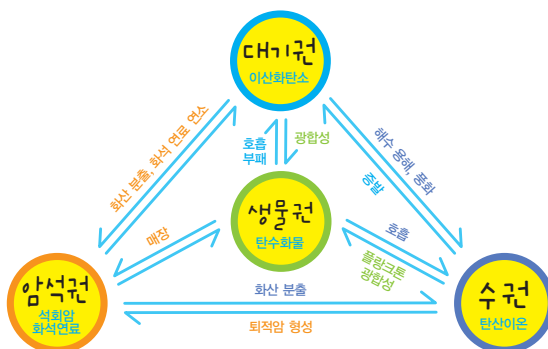 대기권
이산화탄소
화산 분출, 화석 연료 연소
호흡
부패
광합성
해수 용해, 풍화
증발
생물권
탄수화물
매장
호흡
플랑크톤
광합성
암석권
석회암
화석연료
화산 분출
퇴적암 형성
수권
탄산이온